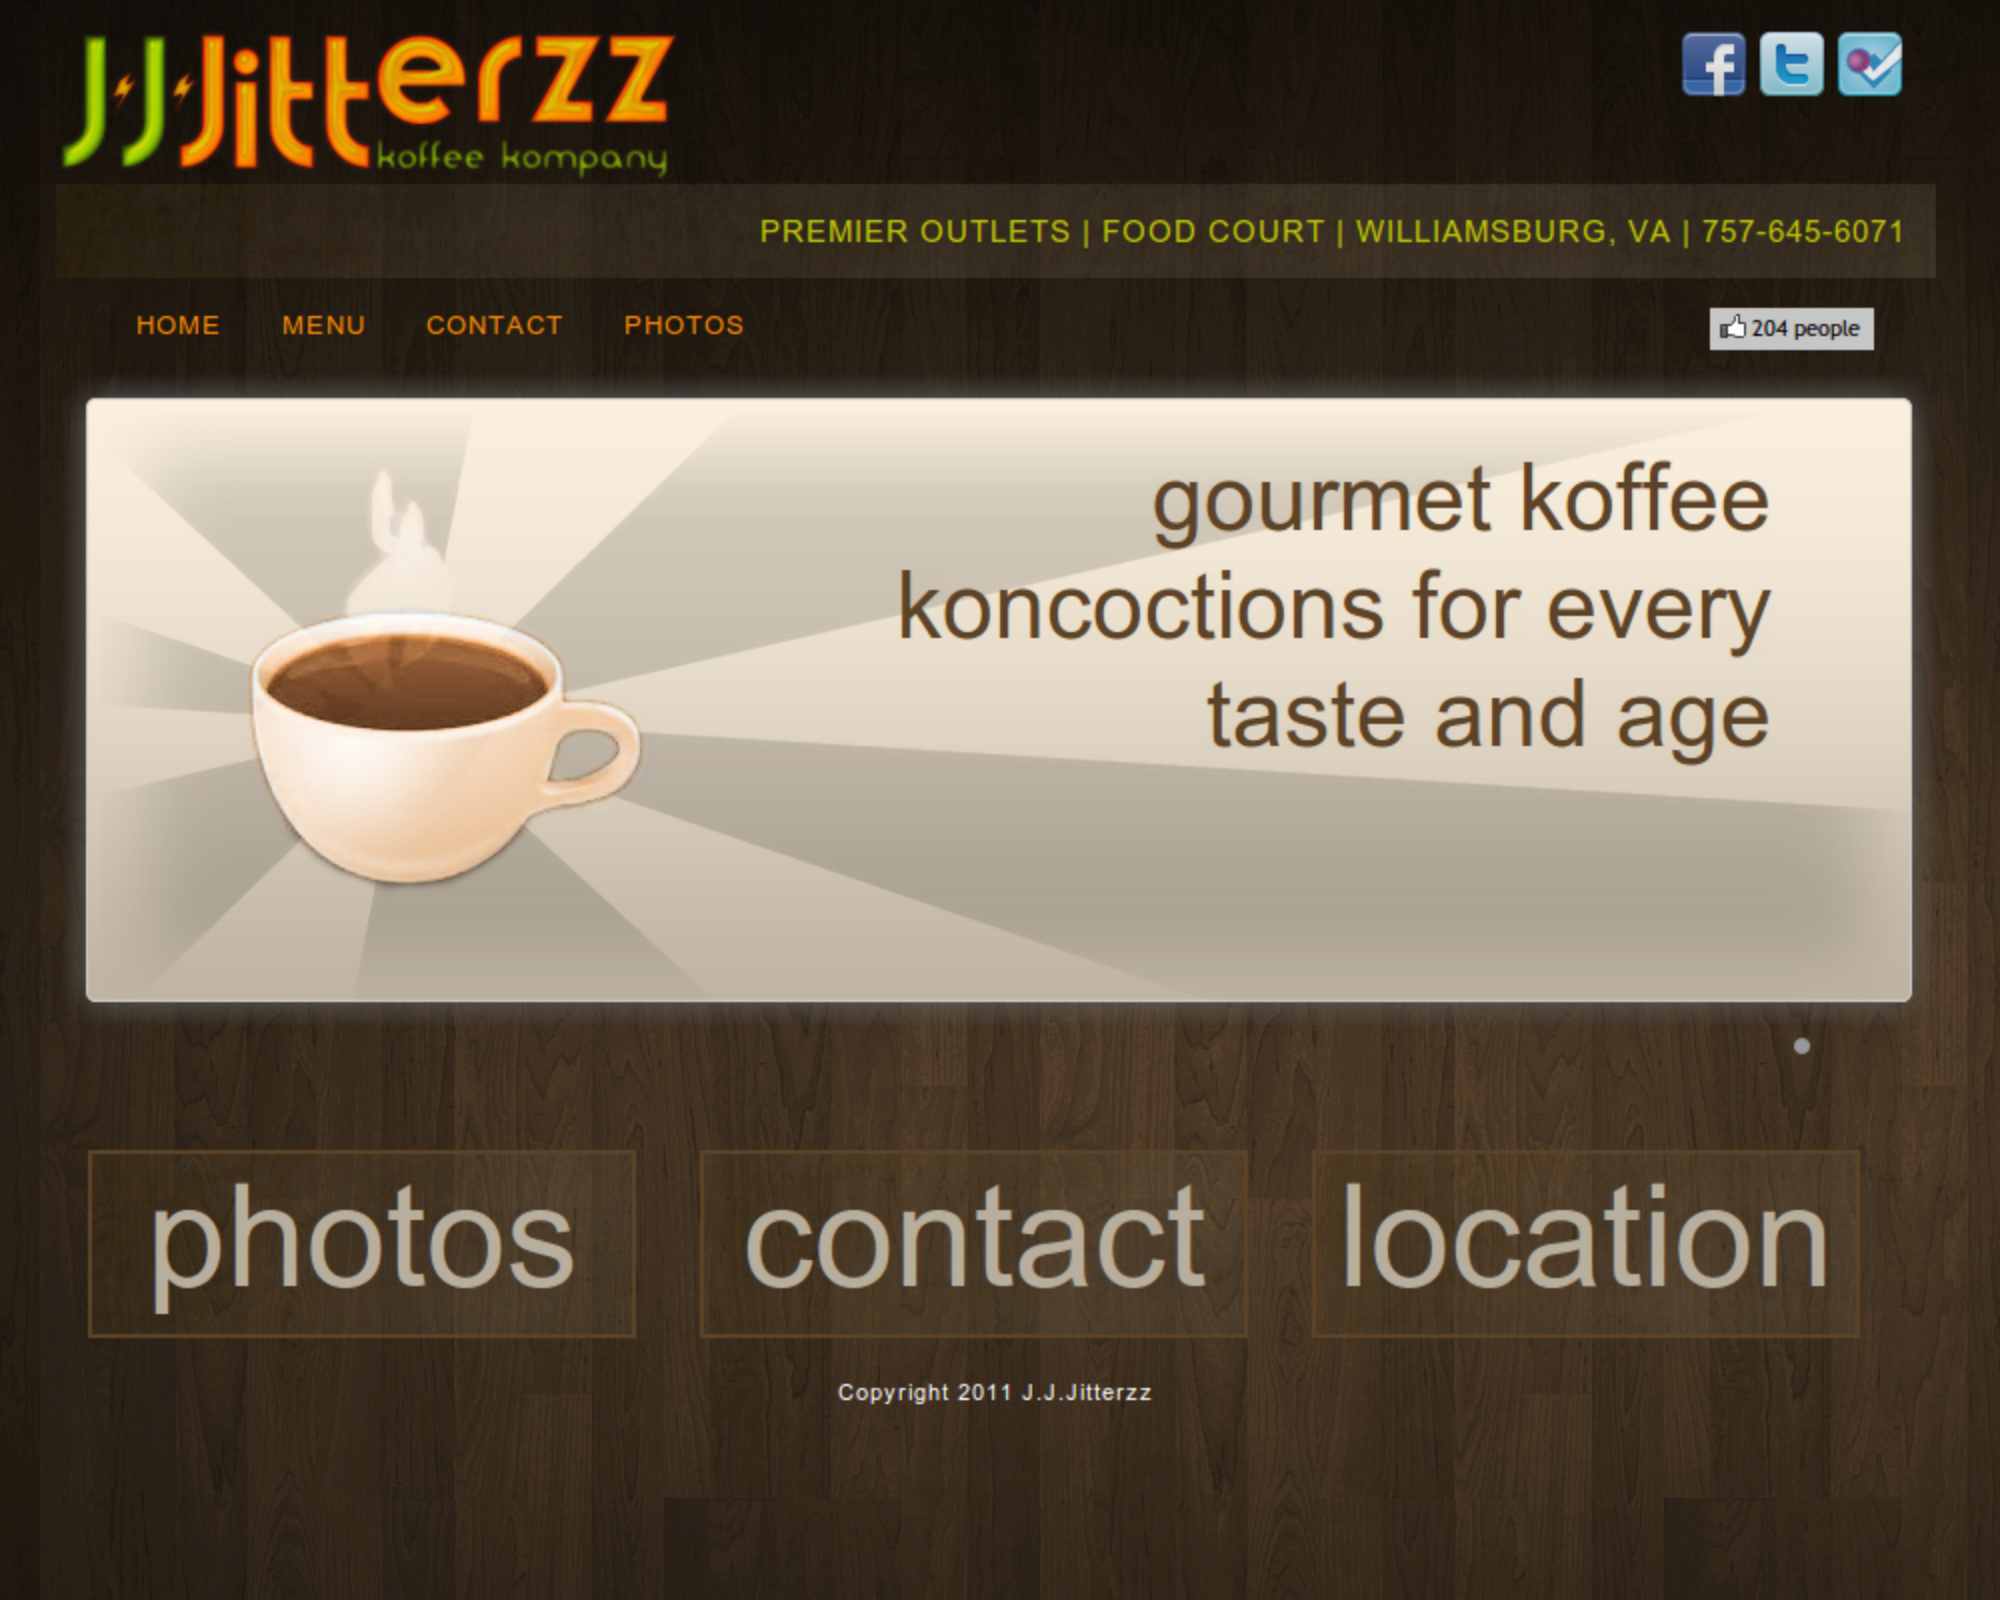 J.J.Jitterzz
koffee kompany
PREMIER OUTLETS | FOOD COURT | WILLIAMSBURG, VA | 757-645-6071
HOME MENU CONTACT PHOTOS
204 people
gourmet koffee
koncoctions for every
taste and age
photos contact location
Copyright 2011 J.J.Jitterzz